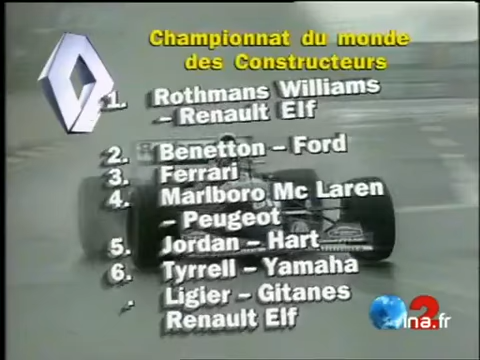 Championnat du monde
des Constructeurs
1. Rothmans Williams
– Renault Elf
2. Benetton – Ford
3. Ferrari
4. Marlboro Mc Laren
– Peugeot
5. Jordan – Hart
6. Tyrrell – Yamaha
. Ligier – Gitanes
Renault Elf
2
Ina.fr